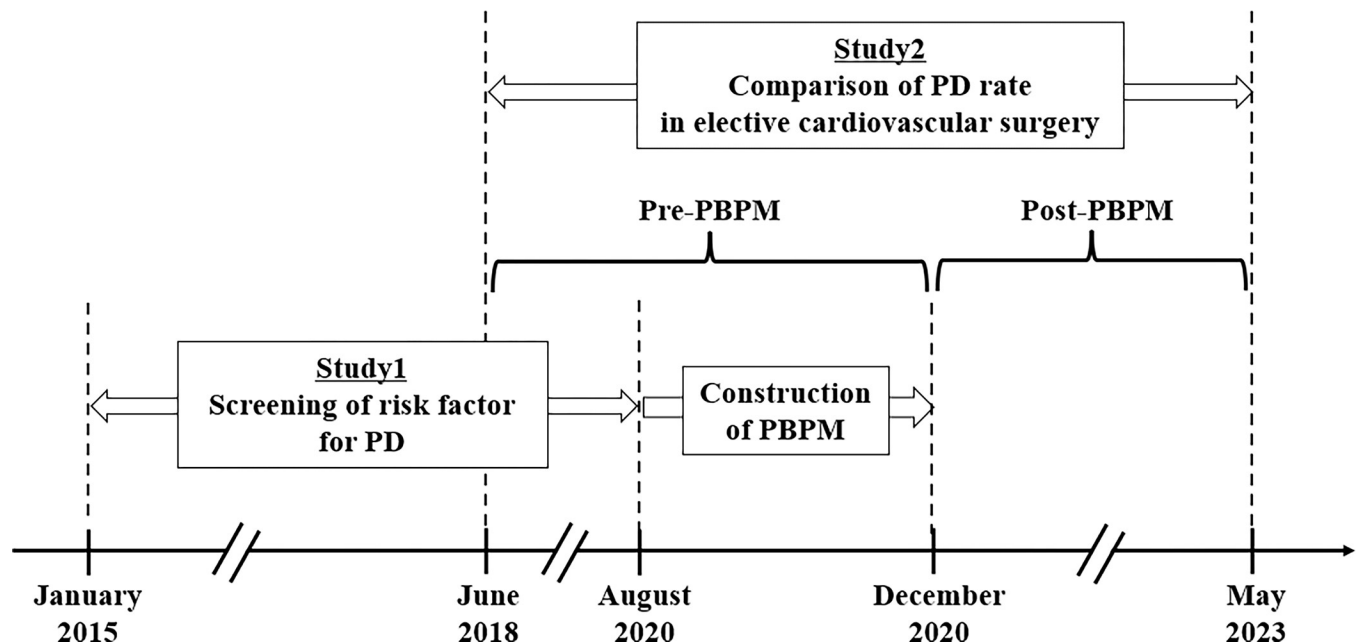 Study2
Comparison of PD rate
in elective cardiovascular surgery
Pre-PBPM
Post-PBPM
Study1
Screening of risk factor
for PD
Construction
of PBPM
January
2015
June
2018
August
2020
December
2020
May
2023